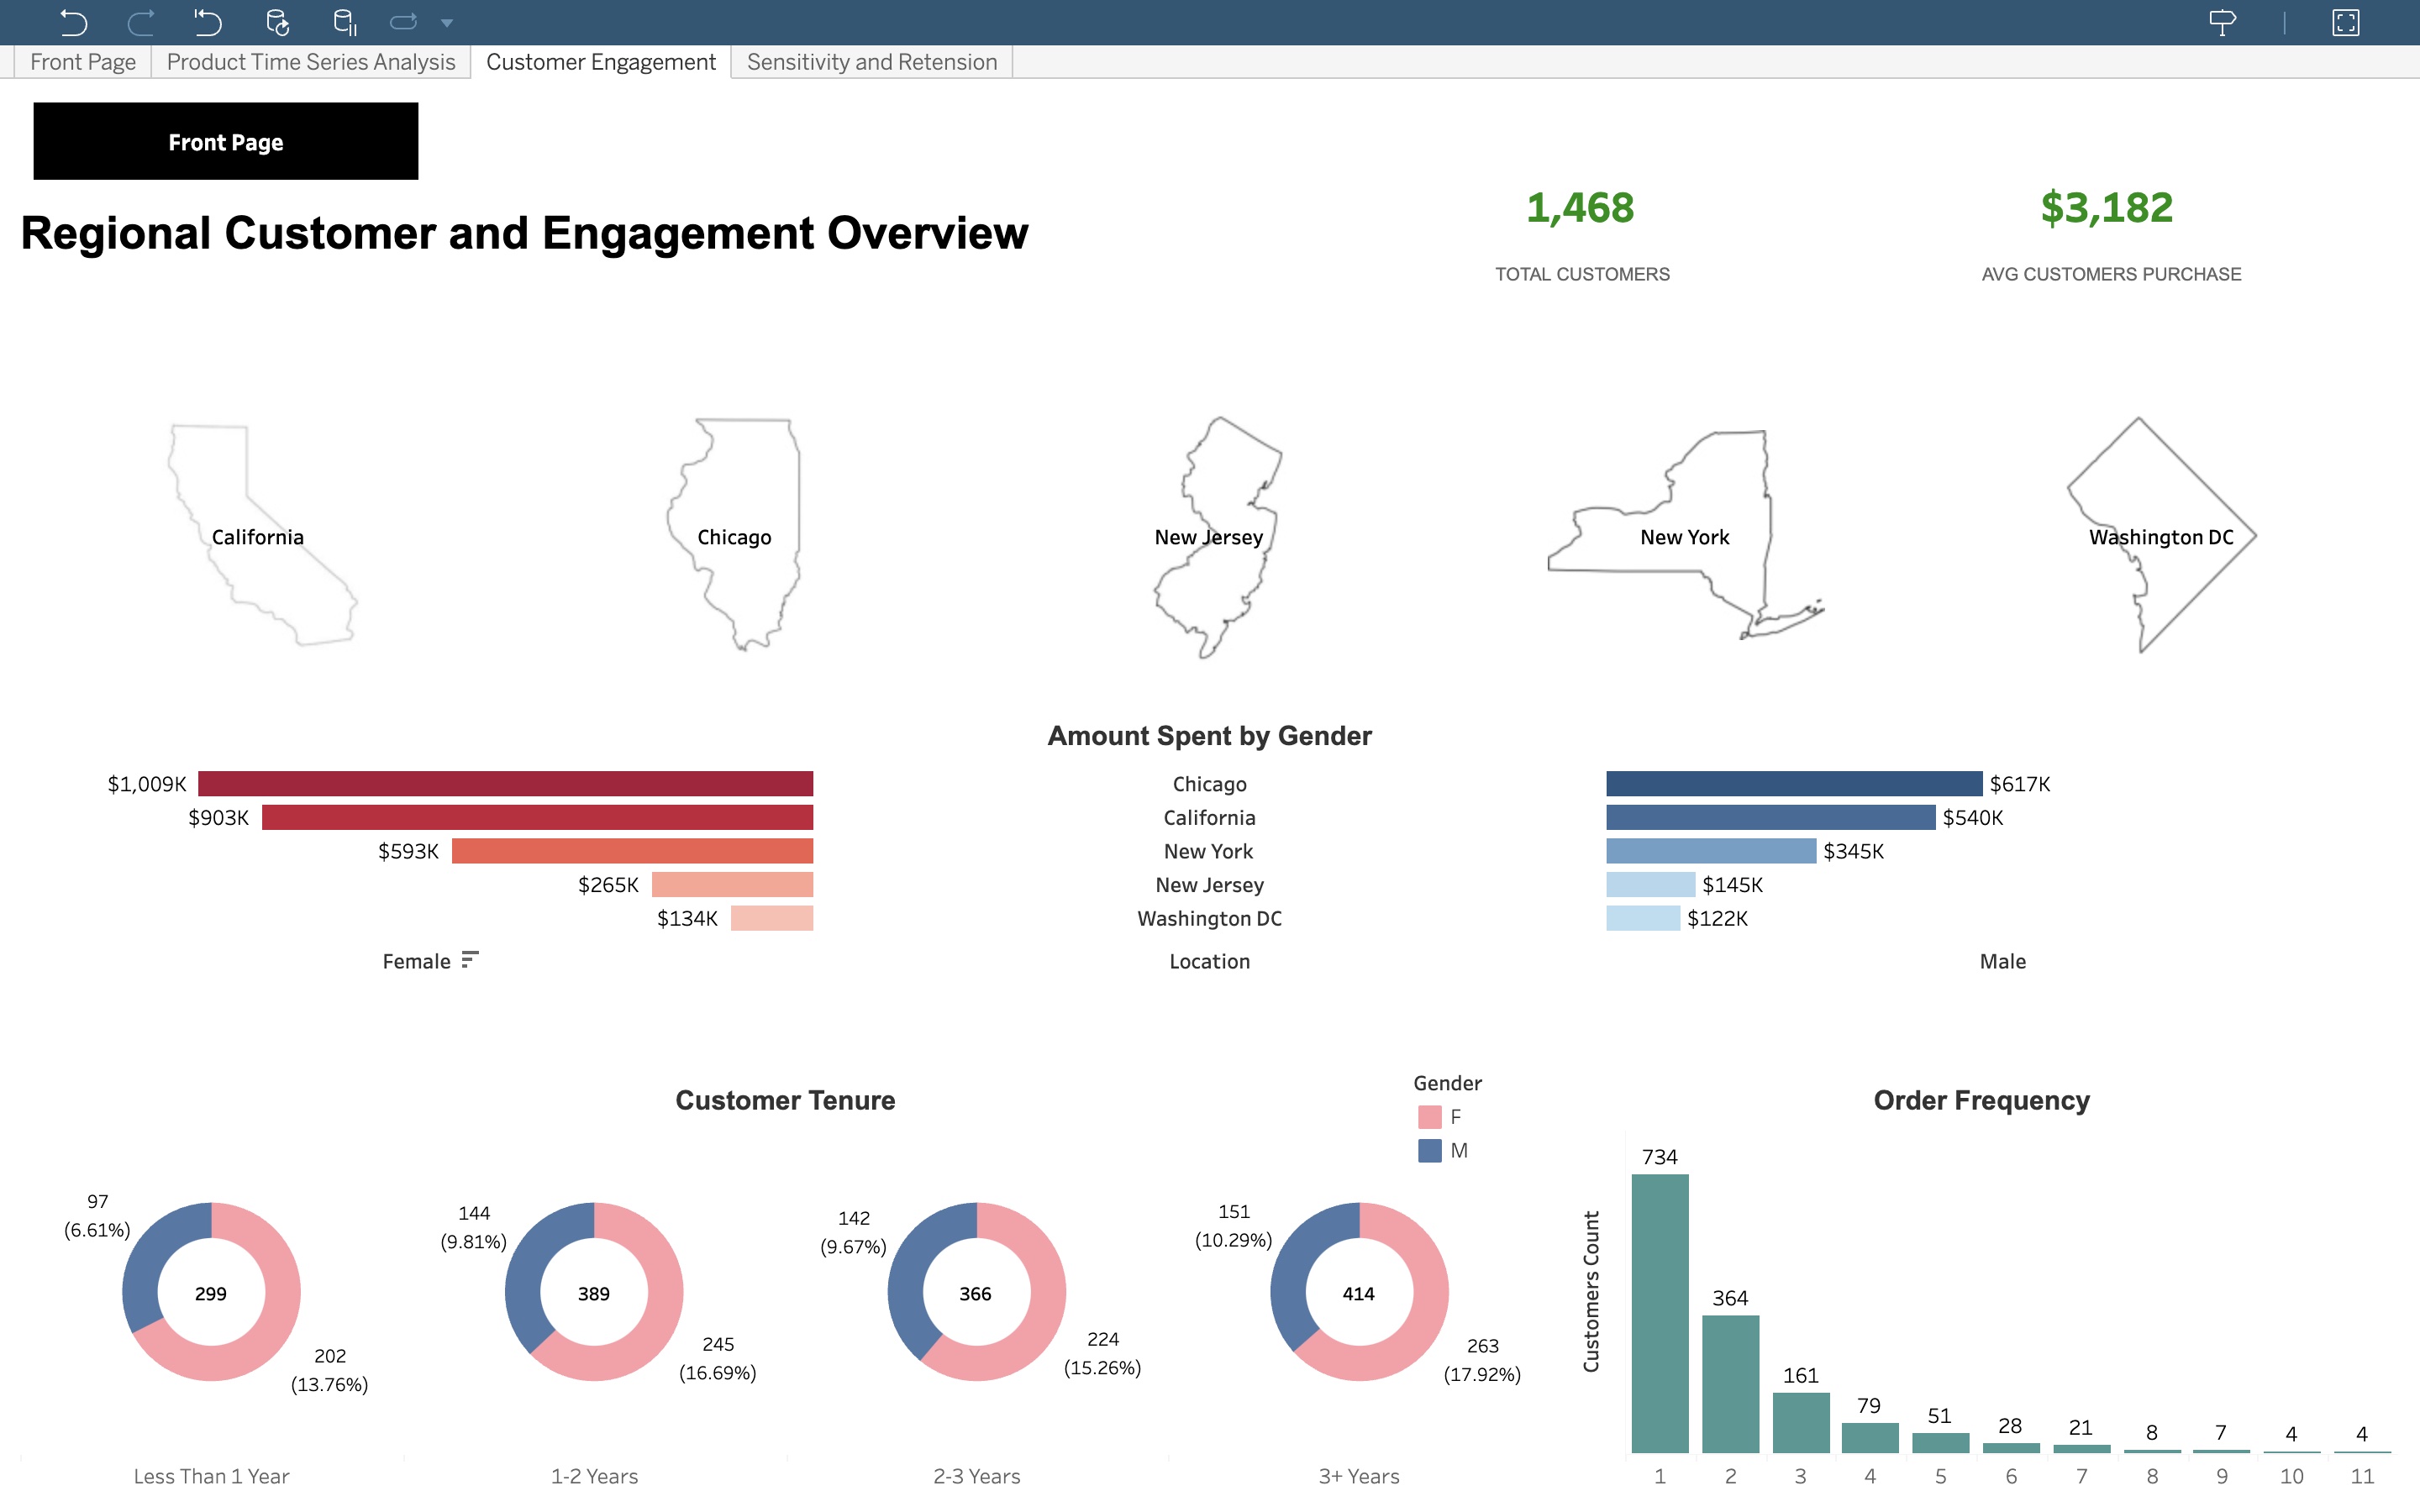 Front Page
Product Time Series Analysis
Customer Engagement
Sensitivity and Retension
Front Page
Regional Customer and Engagement Overview
1,468
TOTAL CUSTOMERS
$3,182
AVG CUSTOMERS PURCHASE
California
Chicago
New Jersey
New York
Washington DC
Amount Spent by Gender
$1,009K
Chicago
$617K
$903K
California
$540K
$593K
New York
$345K
$265K
New Jersey
$145K
$134K
Washington DC
$122K
Female
Location
Male
Customer Tenure
Gender
F
M
97
(6.61%)
299
202
(13.76%)
Less Than 1 Year
144
(9.81%)
389
245
(16.69%)
1-2 Years
142
(9.67%)
366
224
(15.26%)
2-3 Years
151
(10.29%)
414
263
(17.92%)
3+ Years
Order Frequency
Customers Count
734
364
161
79
51
28
21
8
7
4
4
1
2
3
4
5
6
7
8
9
10
11